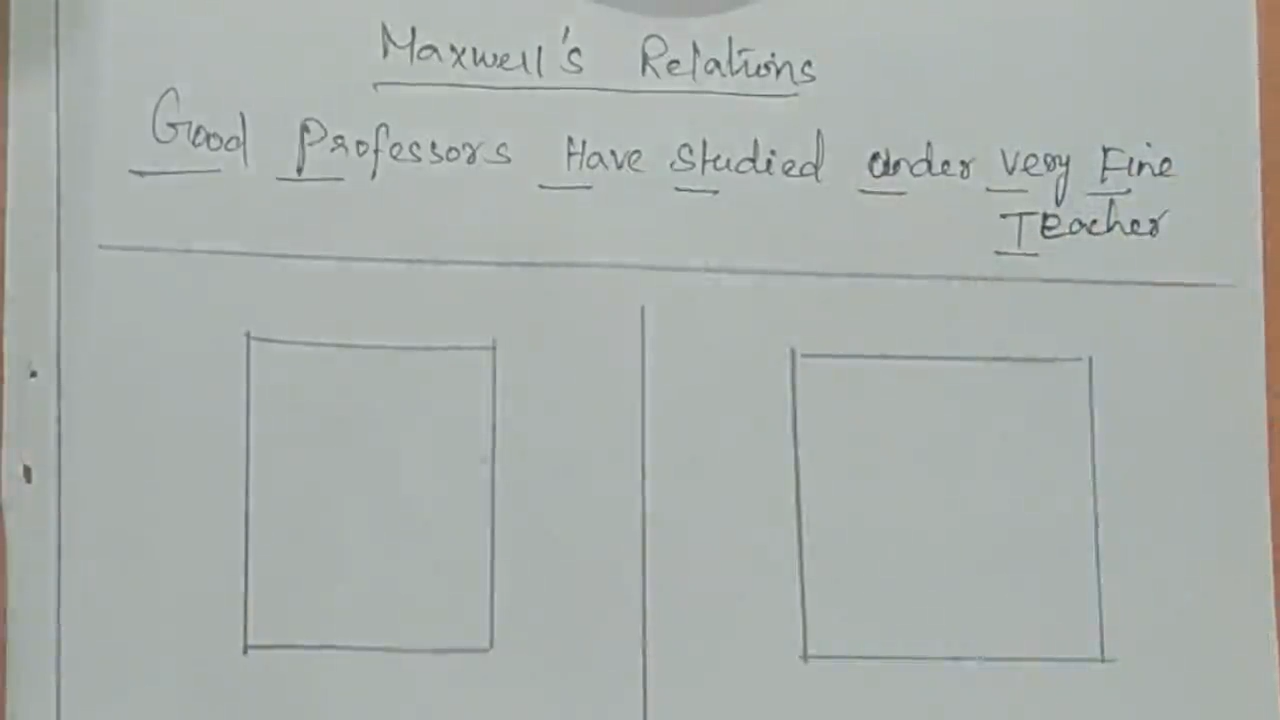 Maxwell's Relations
Good Professors Have Studied under very Fine
Teacher